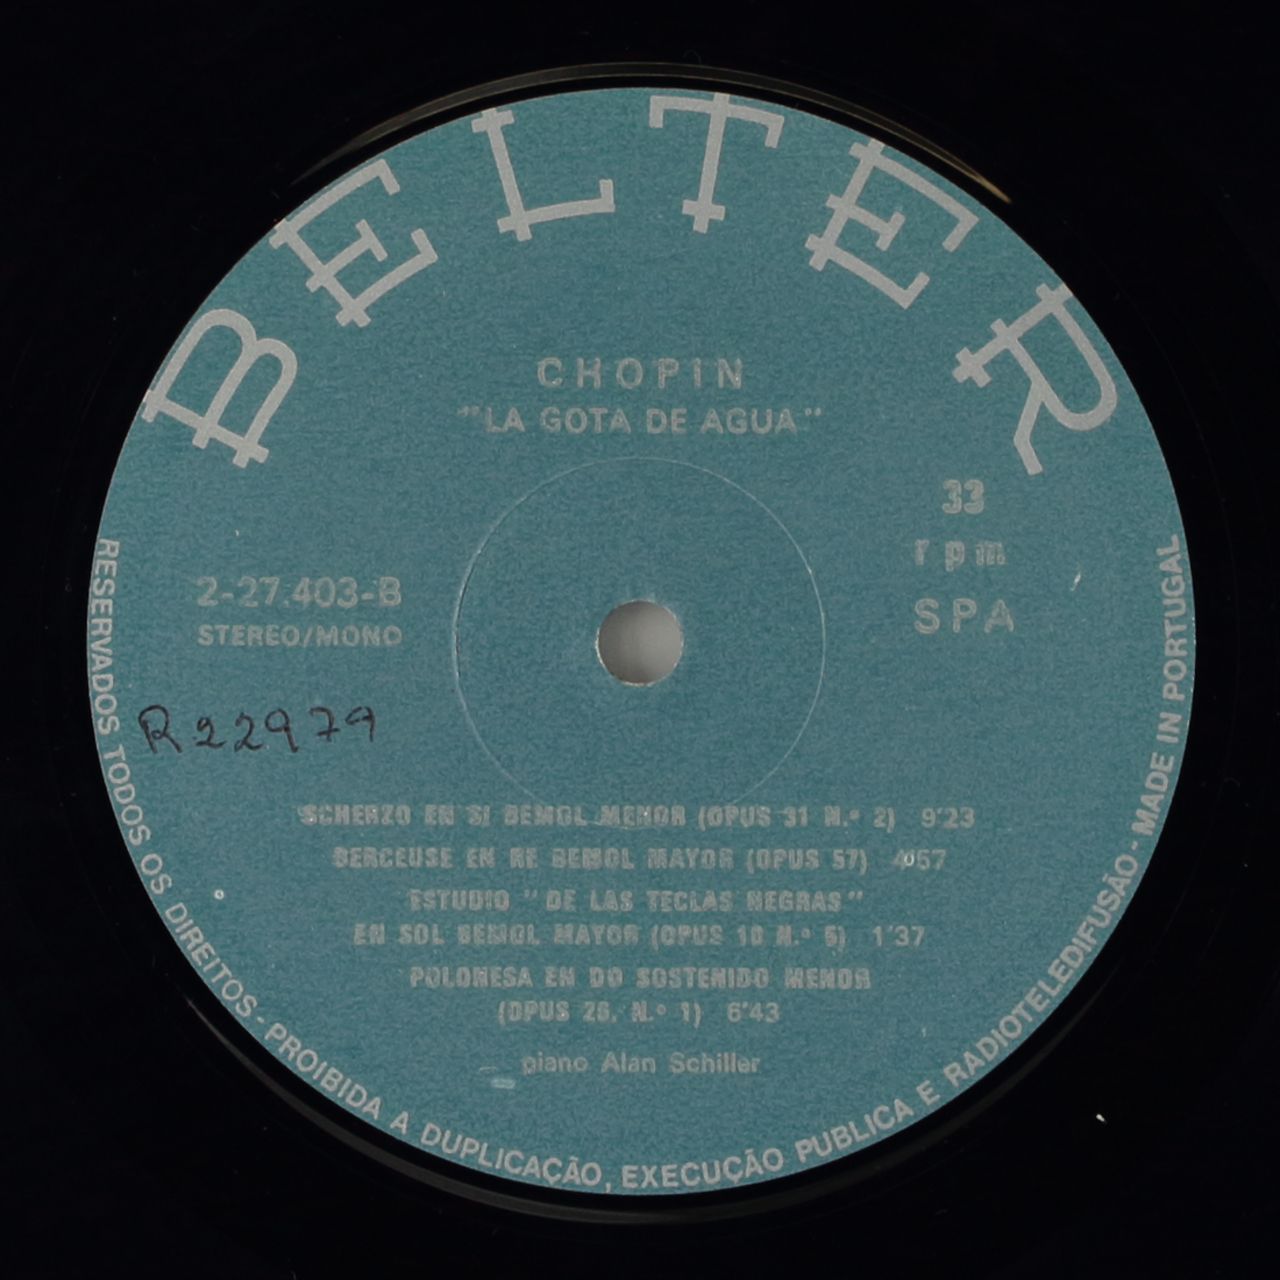 BELTER
CHOPIN
"LA GOTA DE AGUA"
33
rpm
SPA
2-27.403-B
STEREO/MONO
R22979
SCHERZO EN SI BEMOL MENOR (OPUS 31 N.º 2) 9'23
BERCEUSE EN RE BEMOL MAYOR (OPUS 57) 4'57
ESTUDIO "DE LAS TECLAS NEGRAS"
EN SOL BEMOL MAYOR (OPUS 10 N.º 5) 1'37
POLONESA EN DO SOSTENIDO MENOR
(OPUS 26, N.º 1) 6'43
piano Alan Schiller
RESERVADOS TODOS OS DIREITOS - PROIBIDA A DUPLICAÇÃO, EXECUÇÃO PUBLICA E RADIOTELEDIFUSÃO - MADE IN PORTUGAL